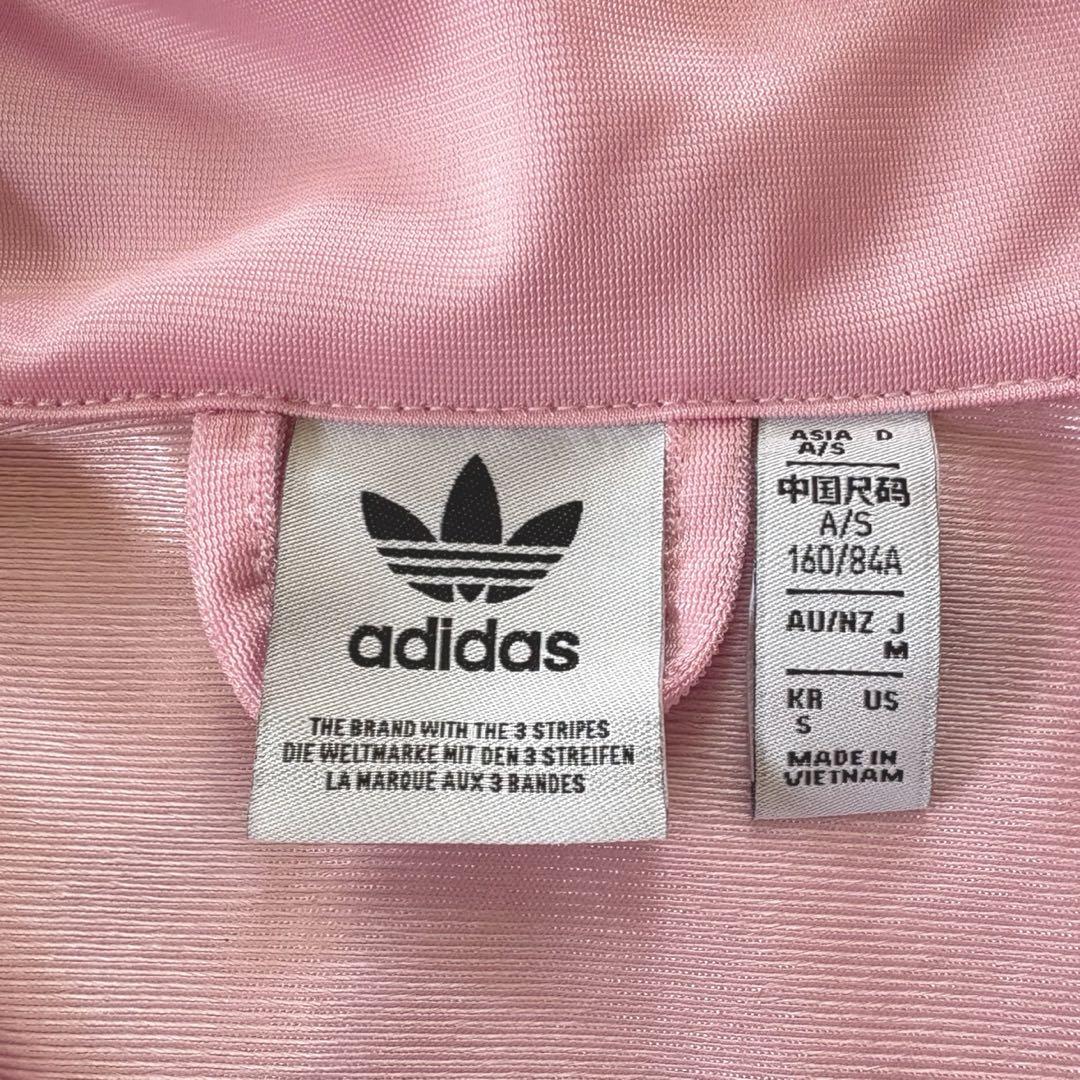 adidas
THE BRAND WITH THE 3 STRIPES
DIE WELTMARKE MIT DEN 3 STREIFEN
LA MARQUE AUX 3 BANDES
ASIA D
A/S
中国尺码
A/S
160/84A
AU/NZ J
M
KR US
S
MADE IN
VIETNAM